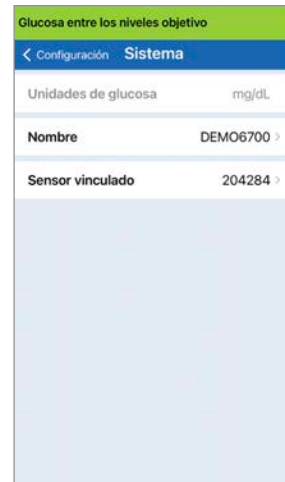 Glucosa entre los niveles objetivo
Configuración Sistema
Unidades de glucosa mg/dL
Nombre DEMO6700
Sensor vinculado 204284